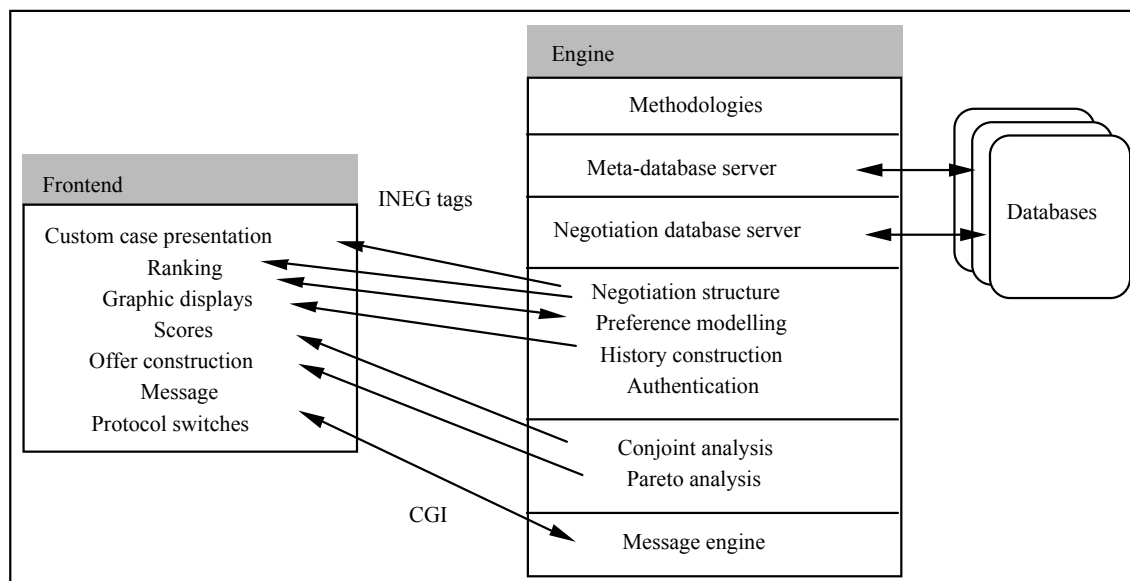 Engine
Methodologies
Meta-database server
Negotiation database server
Negotiation structure
Preference modelling
History construction
Authentication
Conjoint analysis
Pareto analysis
Message engine
Databases
Frontend
Custom case presentation
Ranking
Graphic displays
Scores
Offer construction
Message
Protocol switches
INEG tags
CGI